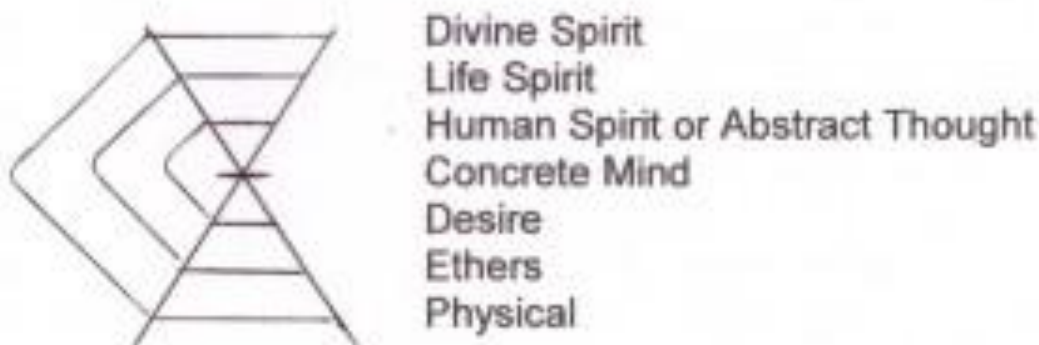 Divine Spirit
Life Spirit
Human Spirit or Abstract Thought
Concrete Mind
Desire
Ethers
Physical